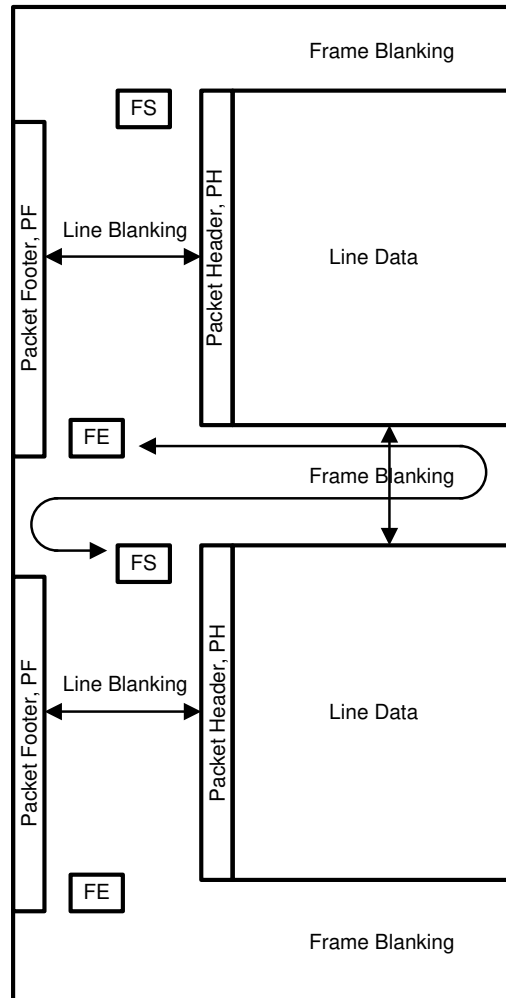 Frame Blanking
FS
Packet Footer, PF
Line Blanking
Packet Header, PH
Line Data
FE
Frame Blanking
FS
Packet Footer, PF
Line Blanking
Packet Header, PH
Line Data
FE
Frame Blanking